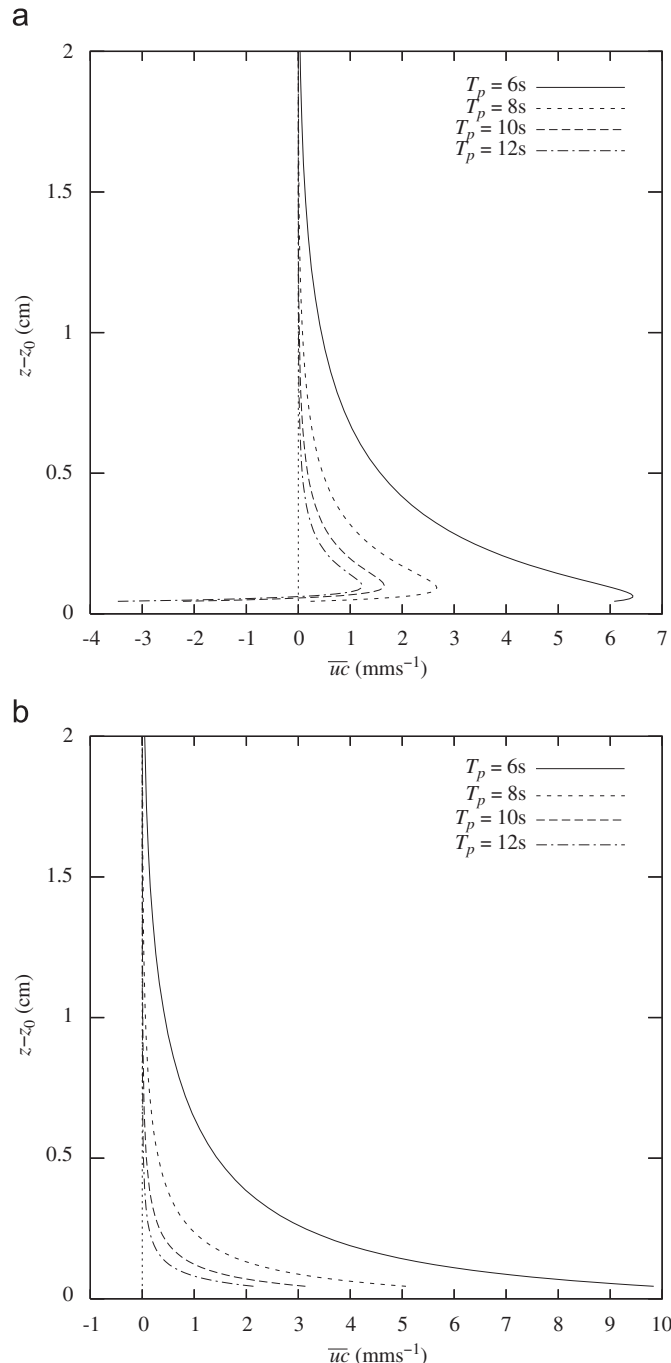 a
2
T_p = 6s
T_p = 8s
T_p = 10s
T_p = 12s
1.5
z−z_0 (cm)
1
0.5
0
-4 -3 -2 -1 0 1 2 3 4 5 6 7
uc (mms⁻¹)
b
2
T_p = 6s
T_p = 8s
T_p = 10s
T_p = 12s
1.5
z−z_0 (cm)
1
0.5
0
-1 0 1 2 3 4 5 6 7 8 9 10
uc (mms⁻¹)